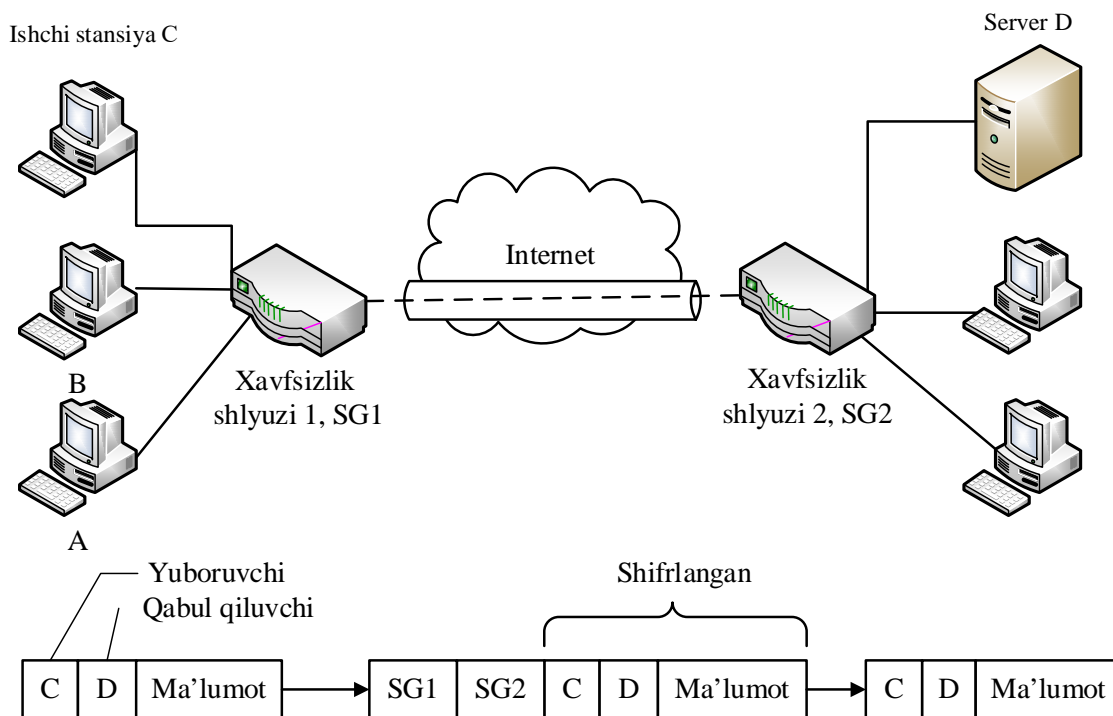 Ishchi stansiya C
Server D
Internet
B
Xavfsizlik
shlyuzi 1, SG1
Xavfsizlik
shlyuzi 2, SG2
A
Yuboruvchi
Qabul qiluvchi
Shifrlangan
C D Ma’lumot SG1 SG2 C D Ma’lumot C D Ma’lumot